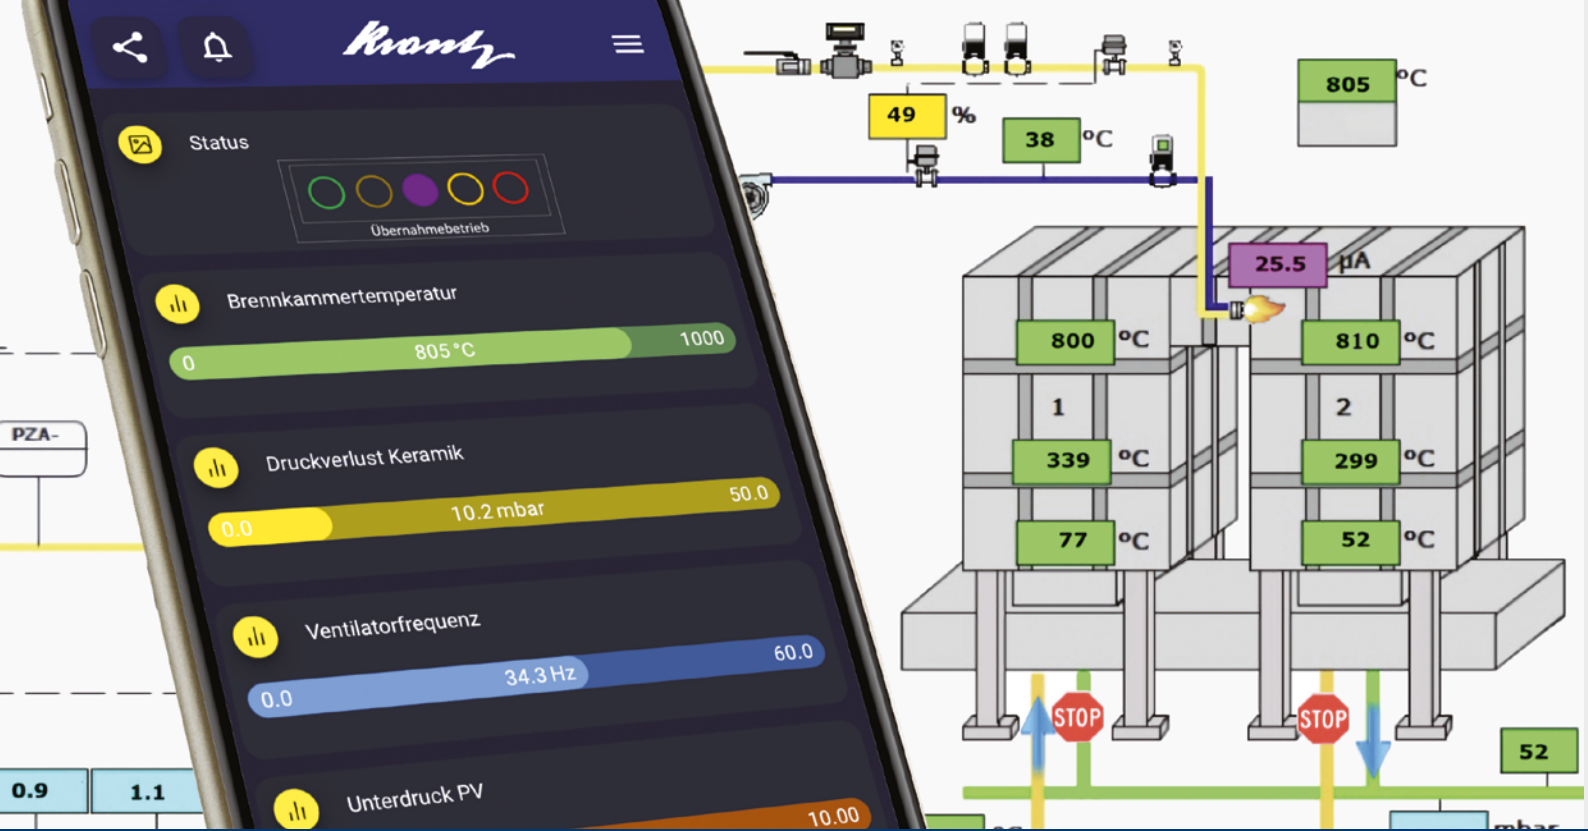 Krantz
Status
Übernahmebetrieb
Brennkammertemperatur
0
805 °C
1000
Druckverlust Keramik
0.0
10.2 mbar
50.0
Ventilatorfrequenz
0.0
34.3 Hz
60.0
Unterdruck PV
10.00
PZA-
0.9
1.1
49 %
38 °C
805 °C
25.5 µA
800 °C
810 °C
1
2
339 °C
299 °C
77 °C
52 °C
STOP
STOP
52